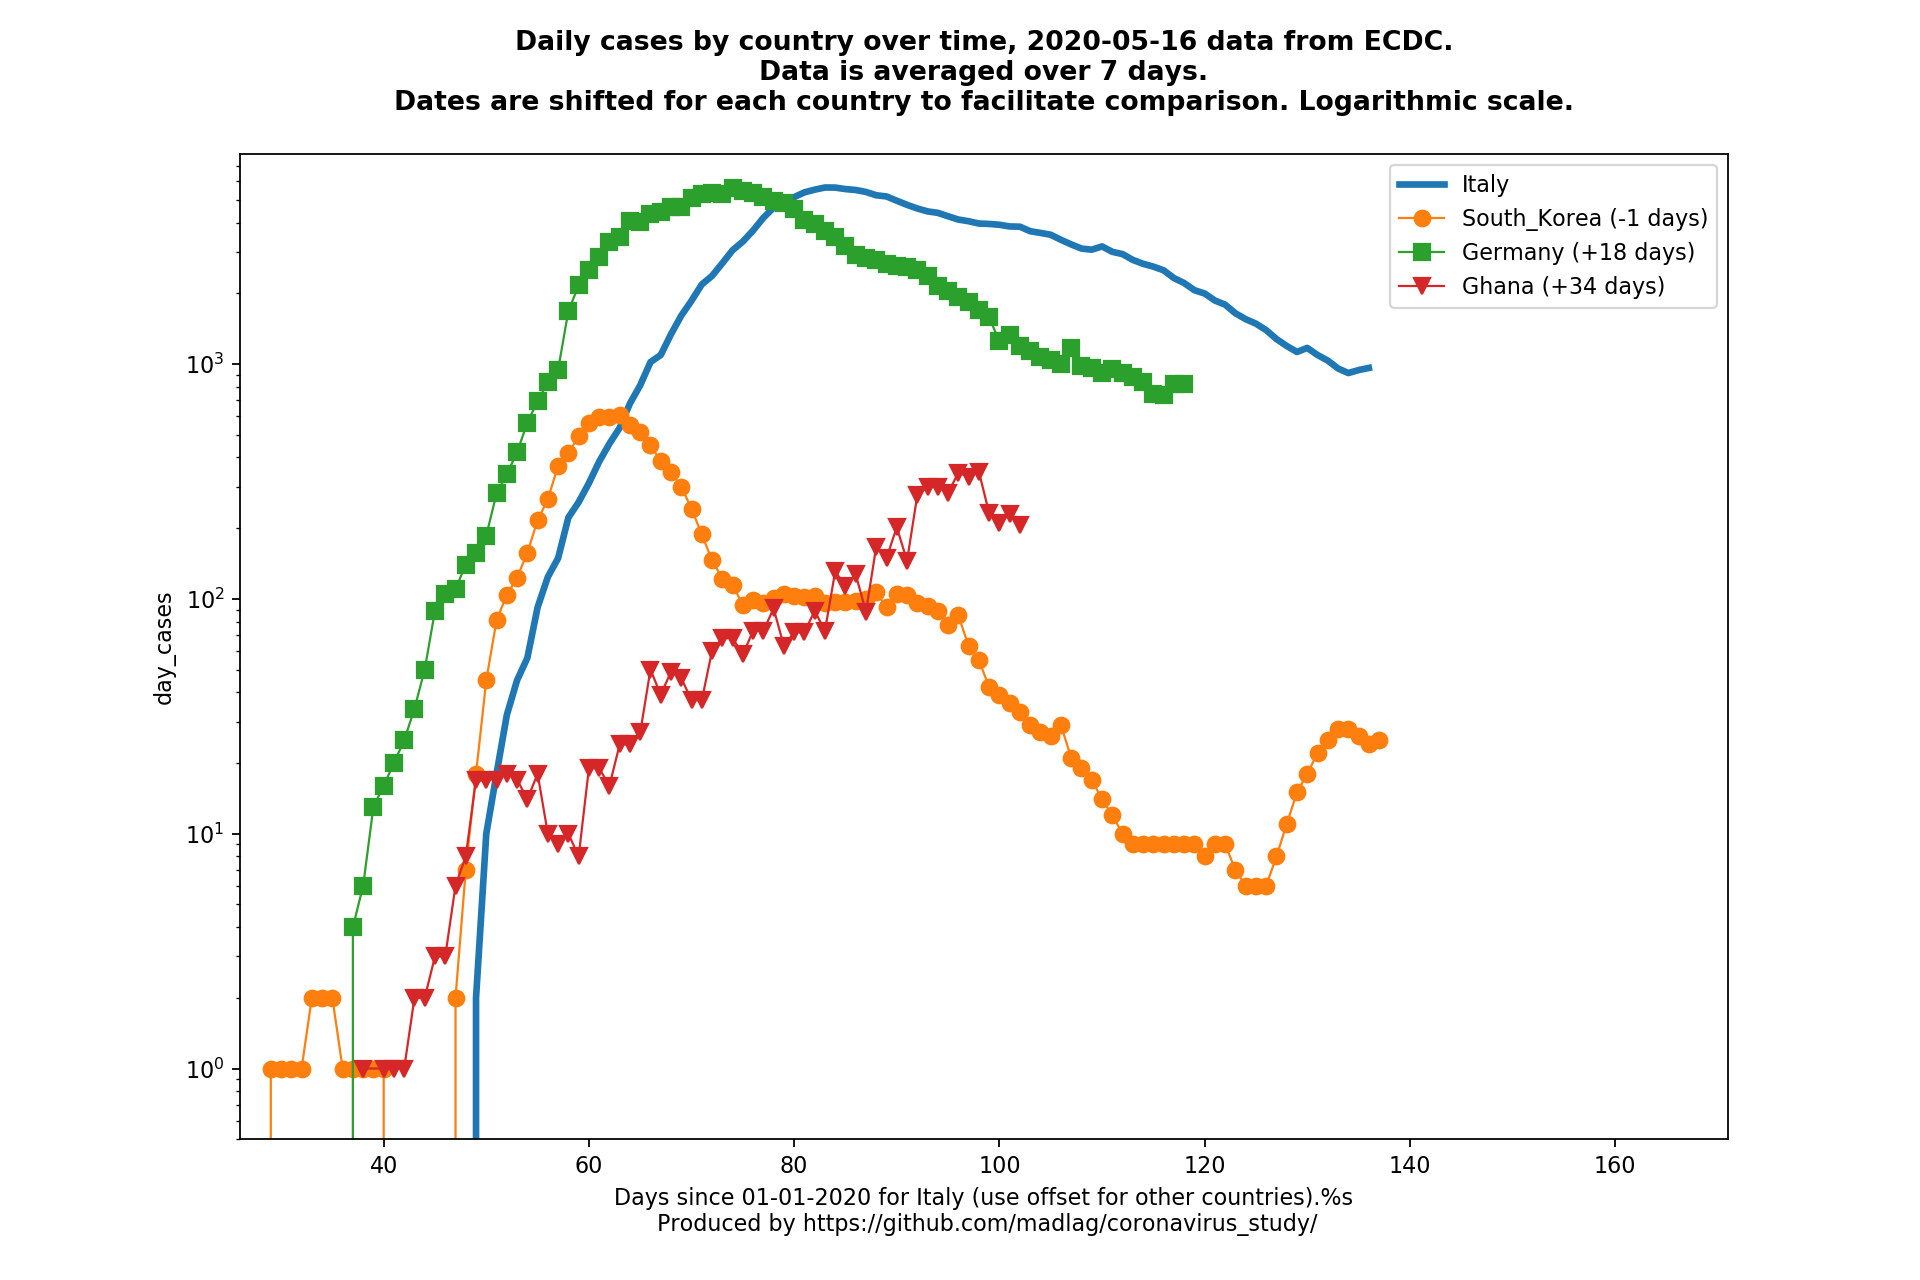 Daily cases by country over time, 2020-05-16 data from ECDC.
Data is averaged over 7 days.
Dates are shifted for each country to facilitate comparison. Logarithmic scale.
Italy
South_Korea (-1 days)
Germany (+18 days)
Ghana (+34 days)
day_cases
10³
10²
10¹
10⁰
40 60 80 100 120 140 160
Days since 01-01-2020 for Italy (use offset for other countries).%s
Produced by https://github.com/madlag/coronavirus_study/